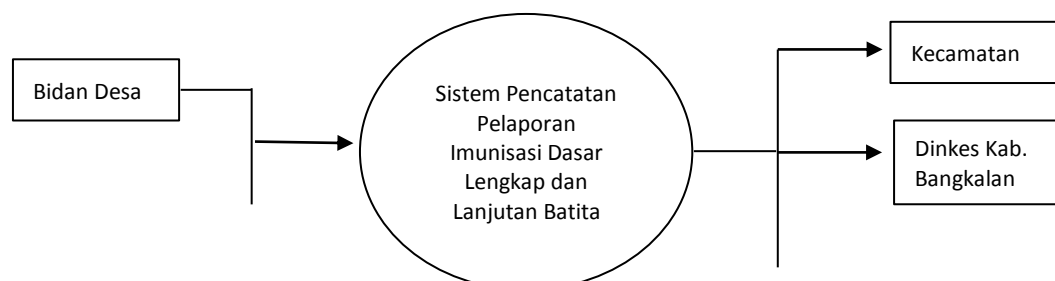 Bidan Desa
Sistem Pencatatan
Pelaporan
Imunisasi Dasar
Lengkap dan
Lanjutan Batita
Kecamatan
Dinkes Kab.
Bangkalan